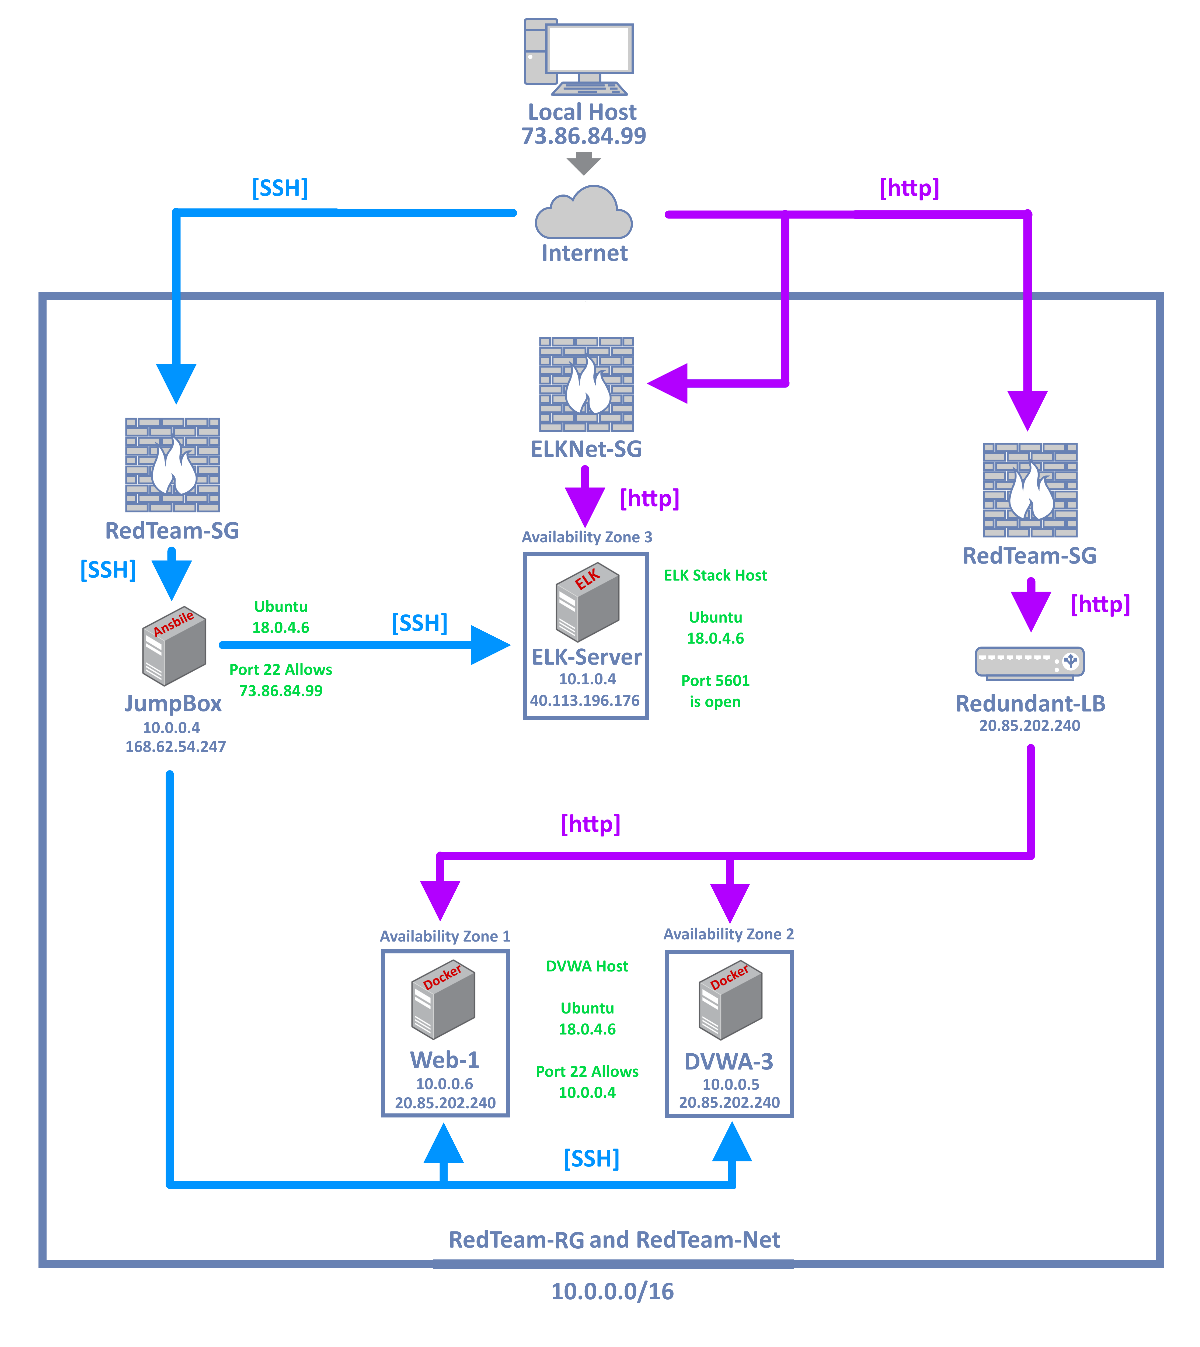 Local Host
73.86.84.99
[SSH]
[http]
Internet
ELKNet-SG
[http]
RedTeam-SG
[SSH]
RedTeam-SG
[http]
Availability Zone 3
ELK
ELK-Server
10.1.0.4
40.113.196.176
ELK Stack Host
Ubuntu
18.0.4.6
Port 5601
is open
Ansbile
JumpBox
10.0.0.4
168.62.54.247
Ubuntu
18.0.4.6
Port 22 Allows
73.86.84.99
[SSH]
Redundant-LB
20.85.202.240
[http]
Availability Zone 1
Docker
Web-1
10.0.0.6
20.85.202.240
DVWA Host
Ubuntu
18.0.4.6
Port 22 Allows
10.0.0.4
Availability Zone 2
Docker
DVWA-3
10.0.0.5
20.85.202.240
[SSH]
RedTeam-RG and RedTeam-Net
10.0.0.0/16